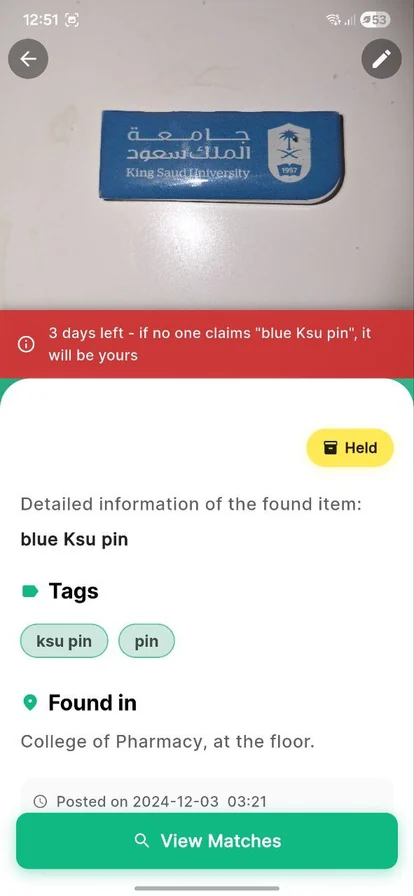 12:51
53
جامعة
الملك سعود
King Saud University
1957
3 days left - if no one claims "blue Ksu pin", it
will be yours
Held
Detailed information of the found item:
blue Ksu pin
Tags
ksu pin
pin
Found in
College of Pharmacy, at the floor.
Posted on 2024-12-03 03:21
View Matches